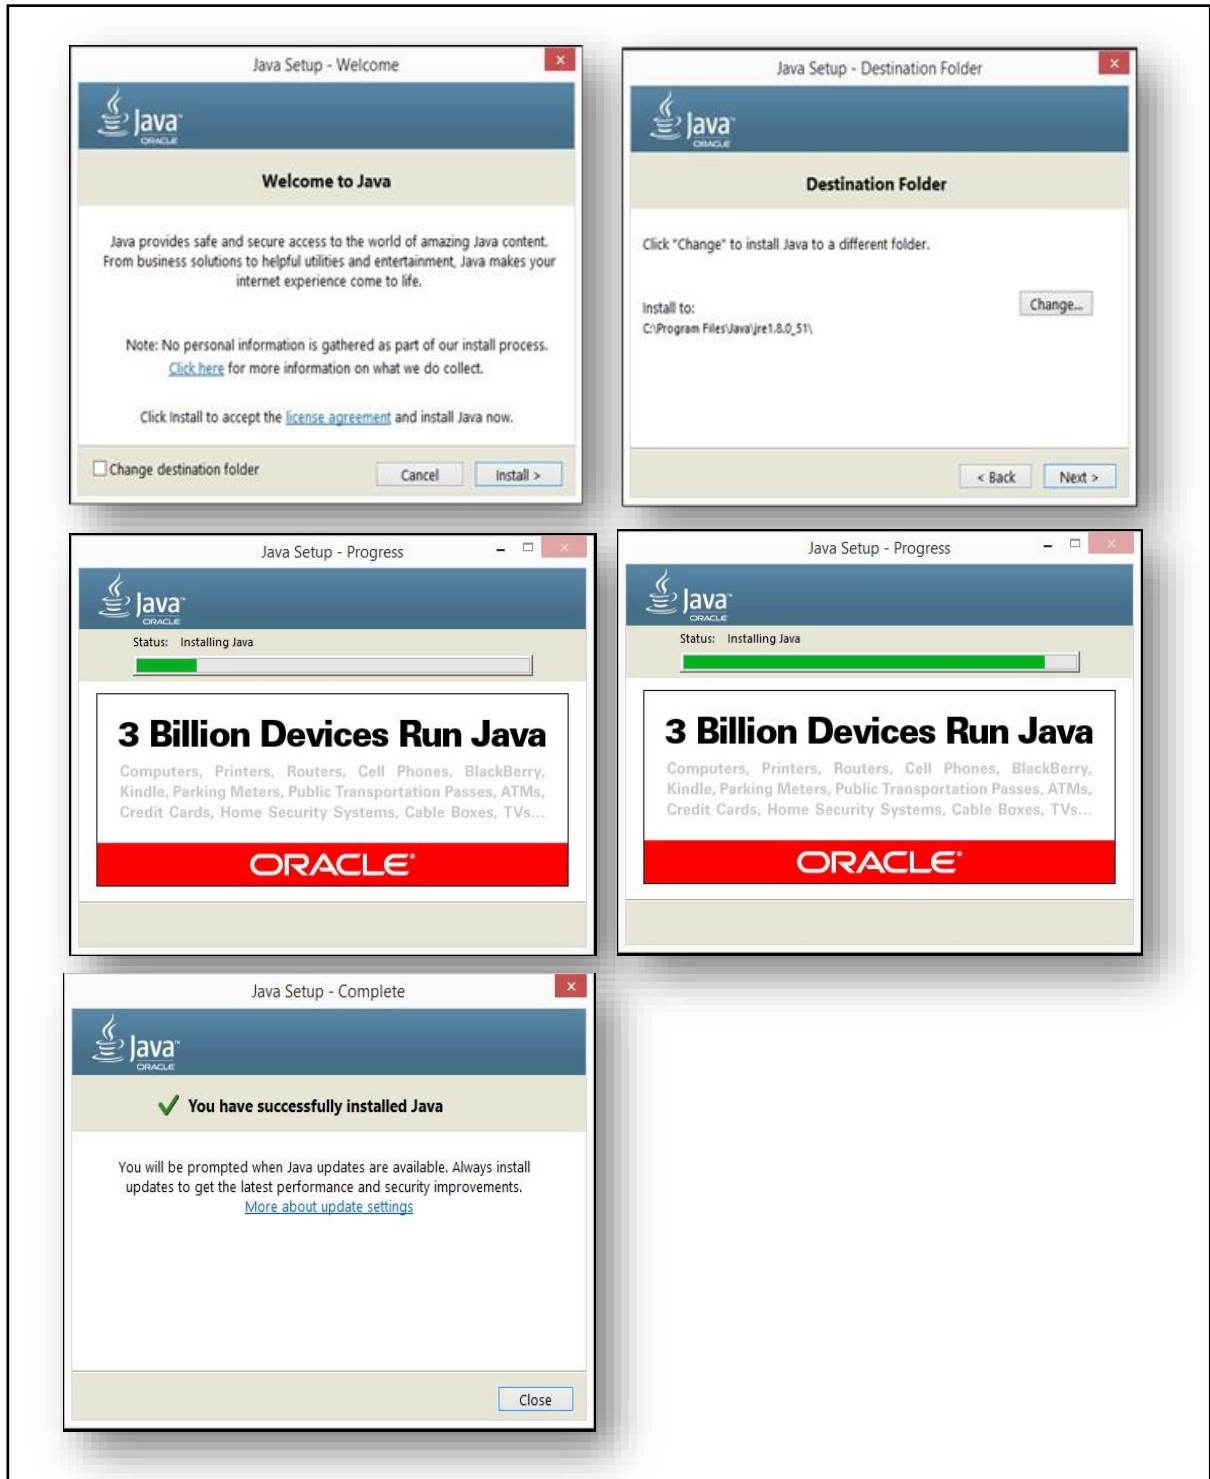 Java Setup - Welcome
Java™
ORACLE
Welcome to Java
Java provides safe and secure access to the world of amazing Java content.
From business solutions to helpful utilities and entertainment, Java makes your
internet experience come to life.
Note: No personal information is gathered as part of our install process.
Click here for more information on what we do collect.
Click Install to accept the license agreement and install Java now.
Change destination folder
Cancel
Install >
Java Setup - Destination Folder
Java™
ORACLE
Destination Folder
Click "Change" to install Java to a different folder.
Install to:
Change...
C:\Program Files\Java\jre1.8.0_51\
< Back
Next >
Java Setup - Progress
Java™
ORACLE
Status: Installing Java
3 Billion Devices Run Java
Computers, Printers, Routers, Cell Phones, BlackBerry,
Kindle, Parking Meters, Public Transportation Passes, ATMs,
Credit Cards, Home Security Systems, Cable Boxes, TVs...
ORACLE®
Java Setup - Progress
Java™
ORACLE
Status: Installing Java
3 Billion Devices Run Java
Computers, Printers, Routers, Cell Phones, BlackBerry,
Kindle, Parking Meters, Public Transportation Passes, ATMs,
Credit Cards, Home Security Systems, Cable Boxes, TVs...
ORACLE®
Java Setup - Complete
Java™
ORACLE
You have successfully installed Java
You will be prompted when Java updates are available. Always install
updates to get the latest performance and security improvements.
More about update settings
Close